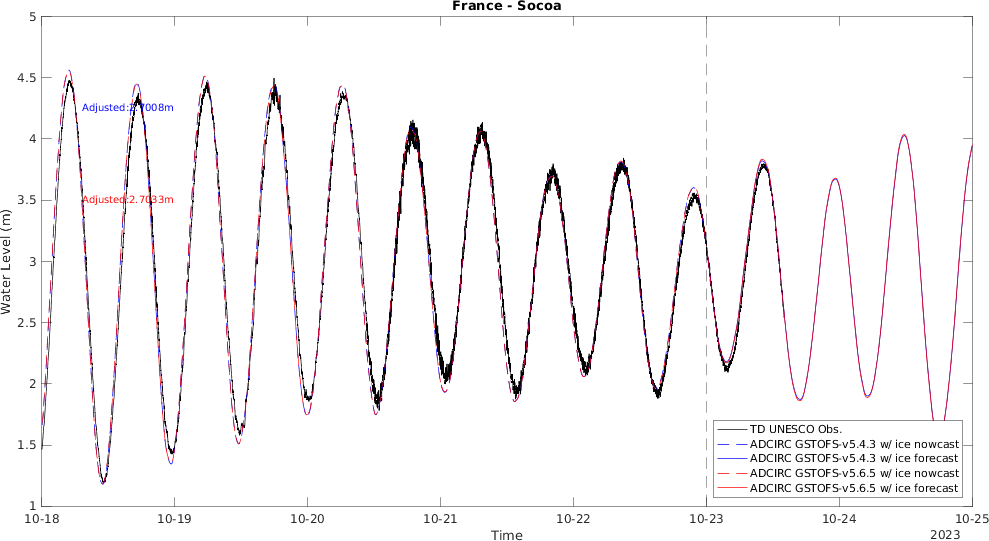 France - Socoa
5
4.5
4
3.5
3
2.5
2
1.5
1
Water Level (m)
Adjusted:2.7008m
Adjusted:2.7033m
TD UNESCO Obs.
ADCIRC GSTOFS-v5.4.3 w/ ice nowcast
ADCIRC GSTOFS-v5.4.3 w/ ice forecast
ADCIRC GSTOFS-v5.6.5 w/ ice nowcast
ADCIRC GSTOFS-v5.6.5 w/ ice forecast
10-18 10-19 10-20 10-21 10-22 10-23 10-24 10-25
Time
2023